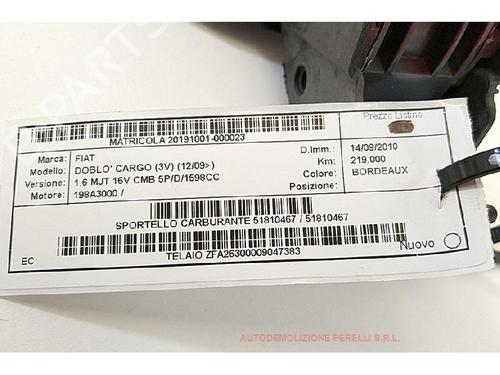 Prezzo Listino
MATRICOLA 20191001-000023
Marca: FIAT D.Imm.: 14/09/2010
Modello: DOBLO' CARGO (3V) (12/09>) Km: 219.000
Versione: 1.6 MJT 16V CMB 5P/D/1598CC Colore: BORDEAUX
Motore: 198A3000 / Posizione:
SPORTELLO CARBURANTE 51810467 / 51810467
Nuovo
EC TELAIO ZFA26300009047383
AUTODEMOLIZIONE PERELLI S.R.L.